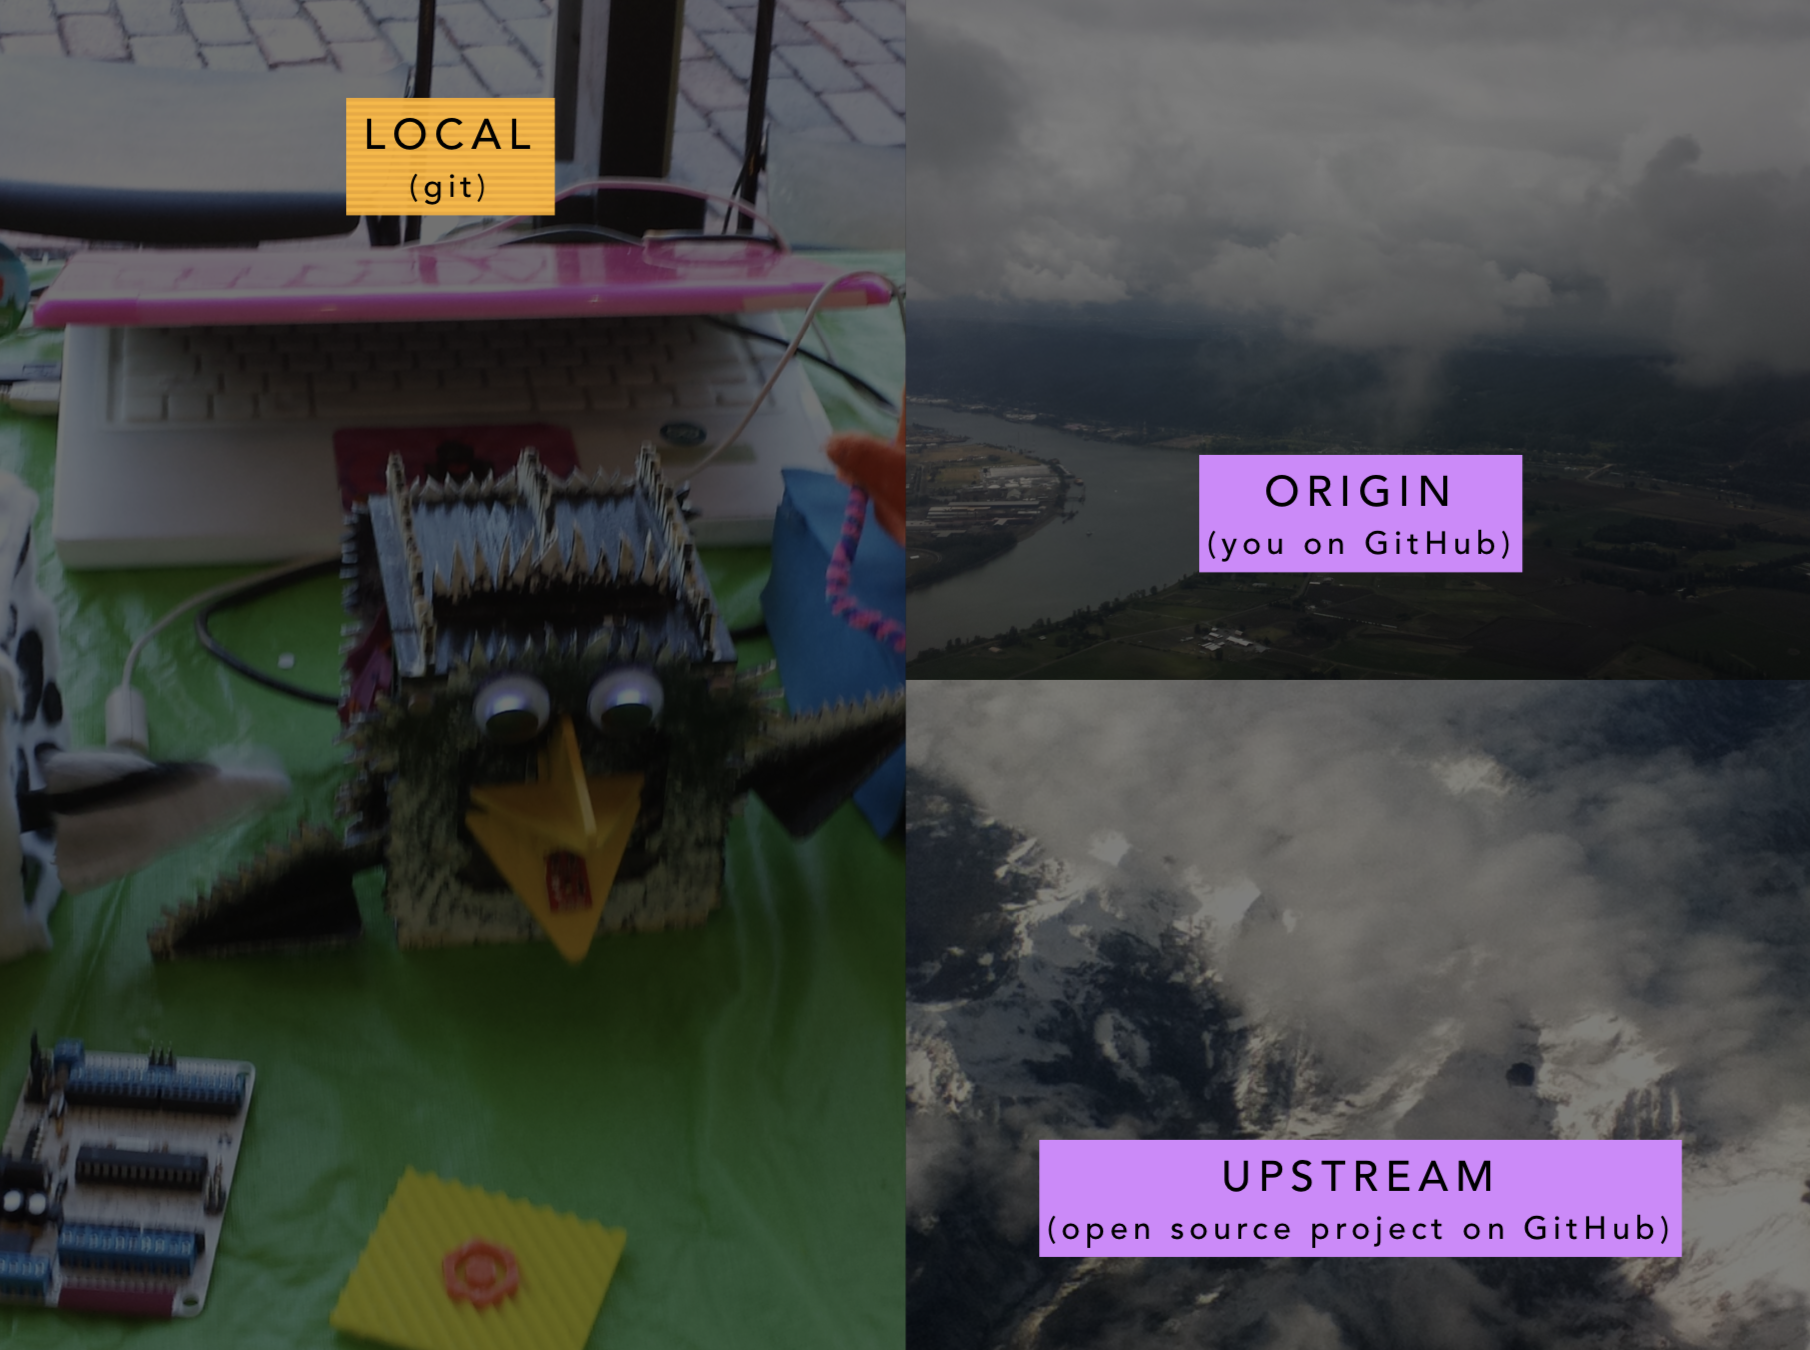 LOCAL
(git)
ORIGIN
(you on GitHub)
UPSTREAM
(open source project on GitHub)